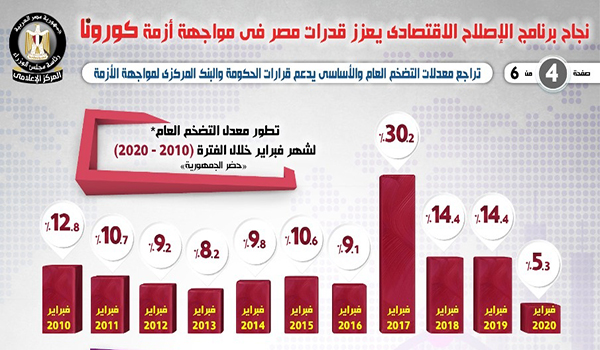 نجاح برنامج الإصلاح الاقتصادى يعزز قدرات مصر فى مواجهة أزمة كورونا
جمهورية مصر العربية
رئاسة مجلس الوزراء
المركز الإعلامى
صفحة 4 من 6
تراجع معدلات التضخم العام والأساسى يدعم قرارات الحكومة والبنك المركزى لمواجهة الأزمة
تطور معدل التضخم العام*
لشهر فبراير خلال الفترة (2010 - 2020)
«حضر الجمهورية»
%12.8
%10.7
%9.2
%8.2
%9.8
%10.6
%9.1
%30.2
%14.4
%14.4
%5.3
فبراير 2010
فبراير 2011
فبراير 2012
فبراير 2013
فبراير 2014
فبراير 2015
فبراير 2016
فبراير 2017
فبراير 2018
فبراير 2019
فبراير 2020